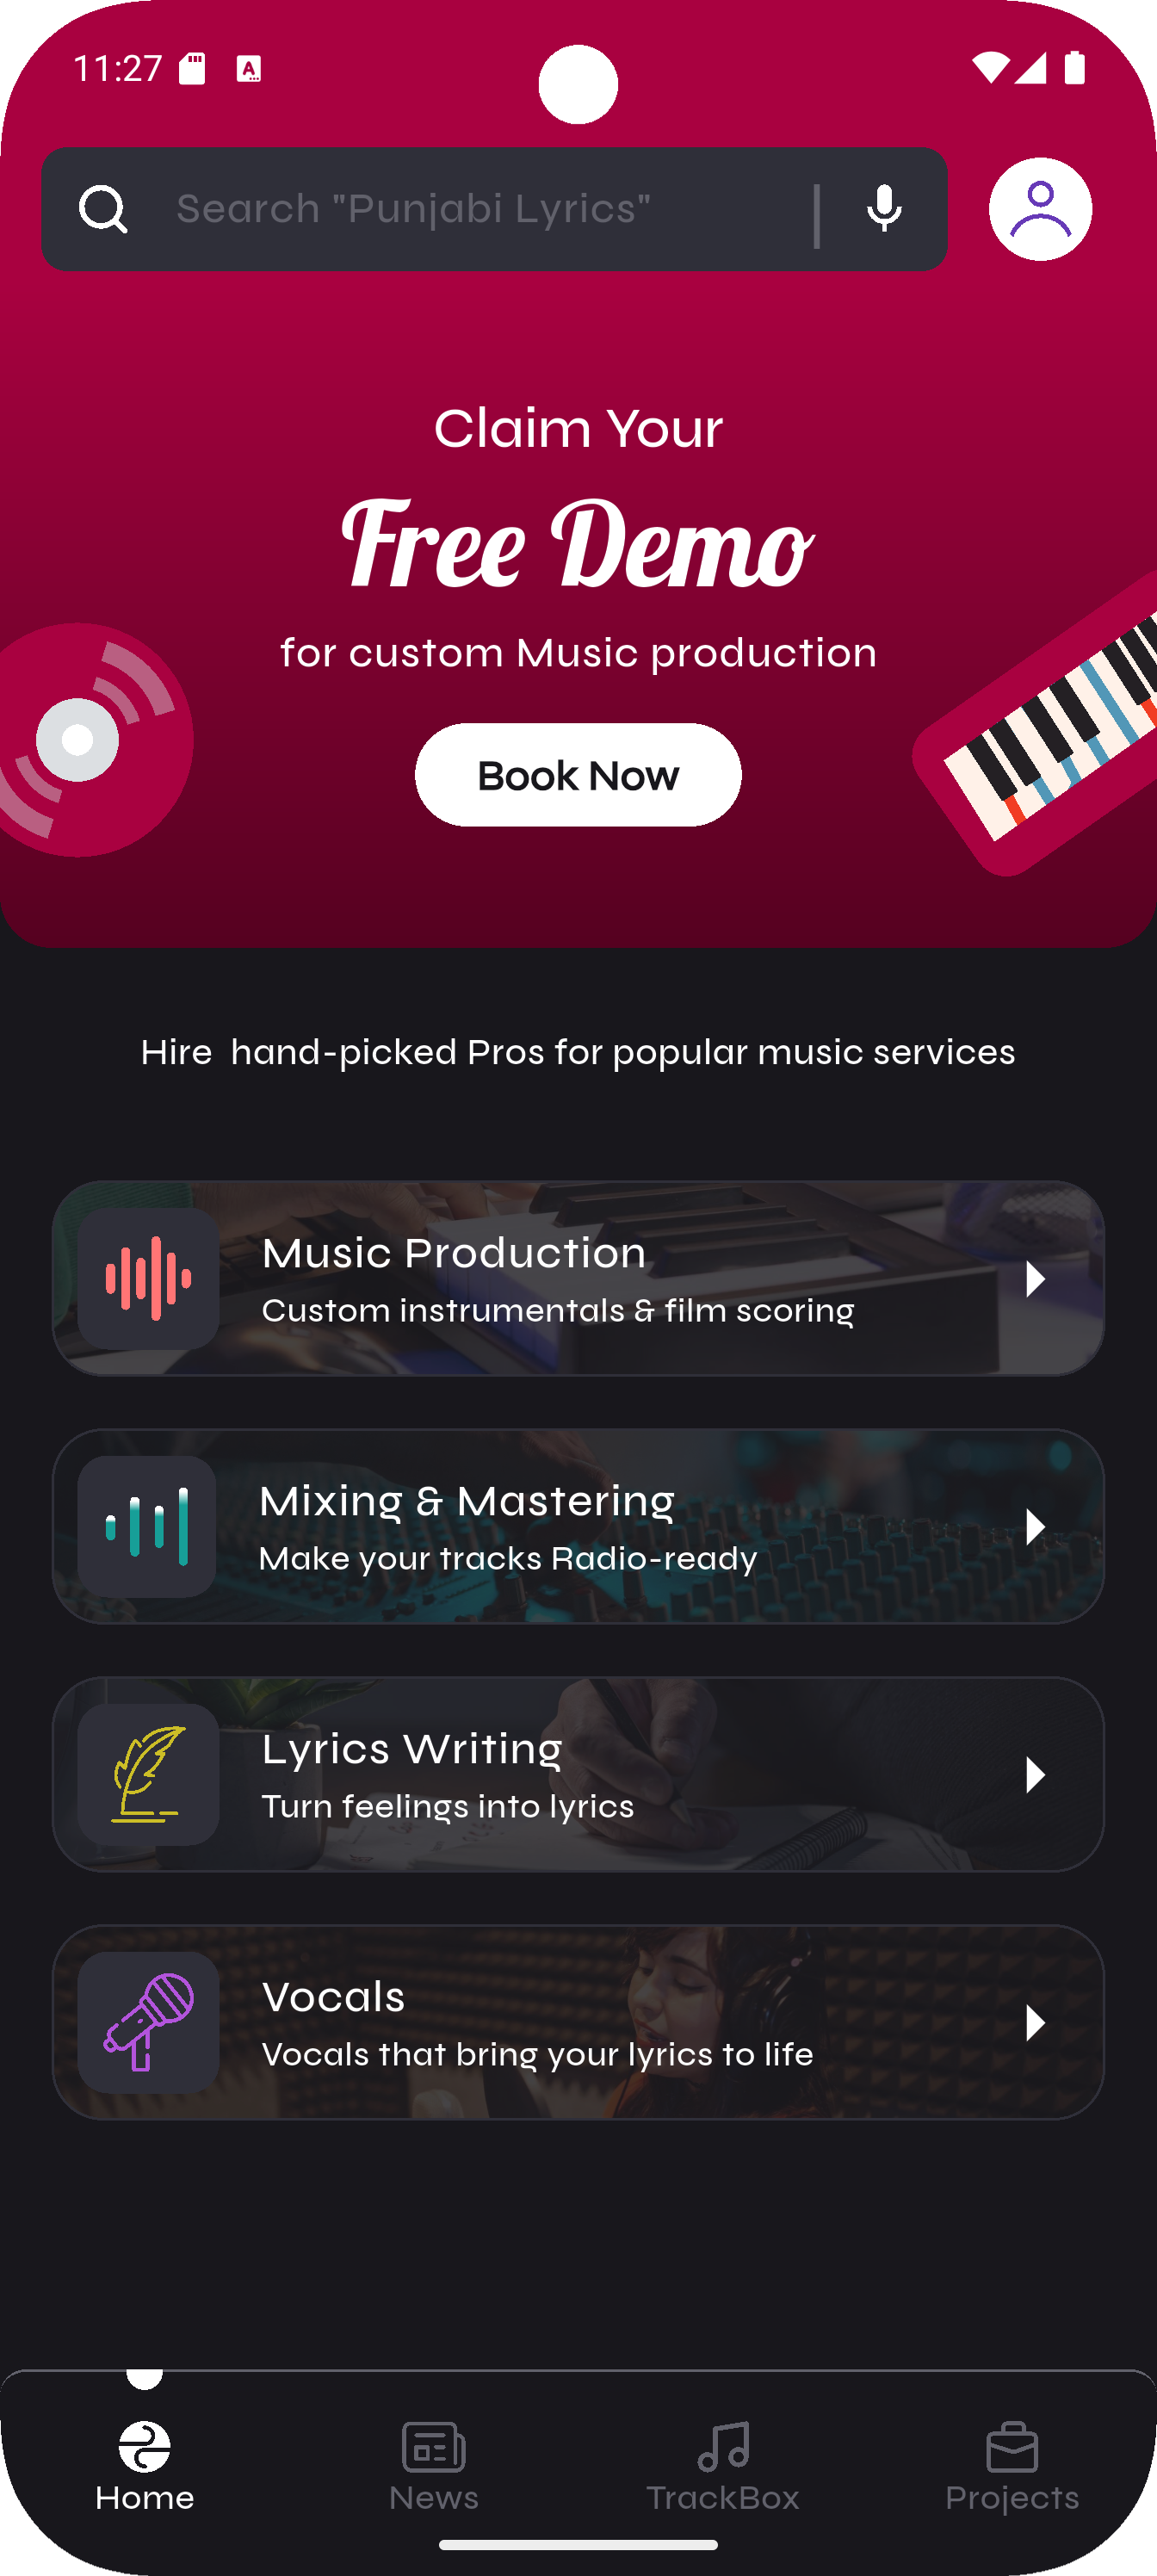 11:27
Search "Punjabi Lyrics"
Claim Your
Free Demo
for custom Music production
Book Now
Hire  hand-picked Pros for popular music services
Music Production
Custom instrumentals & film scoring
Mixing & Mastering
Make your tracks Radio-ready
Lyrics Writing
Turn feelings into lyrics
Vocals
Vocals that bring your lyrics to life
Home
News
TrackBox
Projects